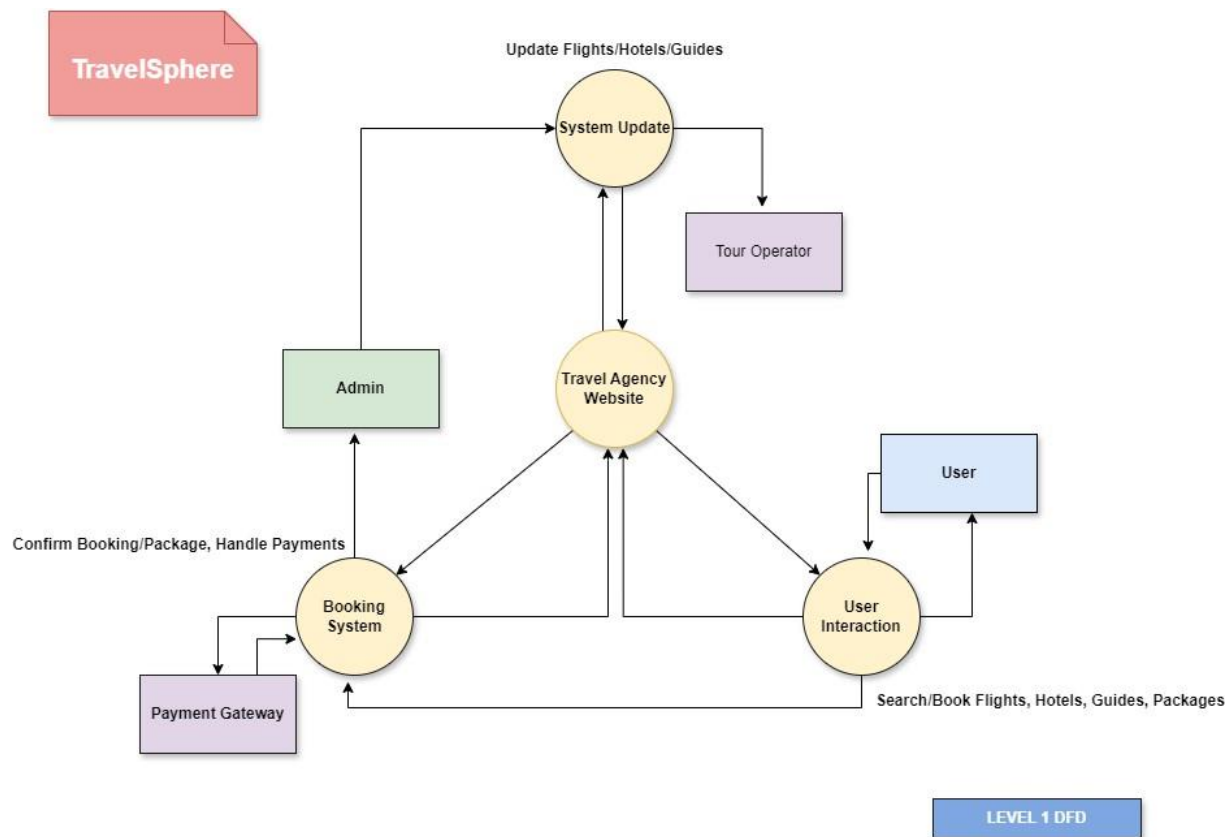 TravelSphere
Update Flights/Hotels/Guides
System Update
Tour Operator
Travel Agency
Website
Admin
User
Confirm Booking/Package, Handle Payments
Booking
System
User
Interaction
Payment Gateway
Search/Book Flights, Hotels, Guides, Packages
LEVEL 1 DFD